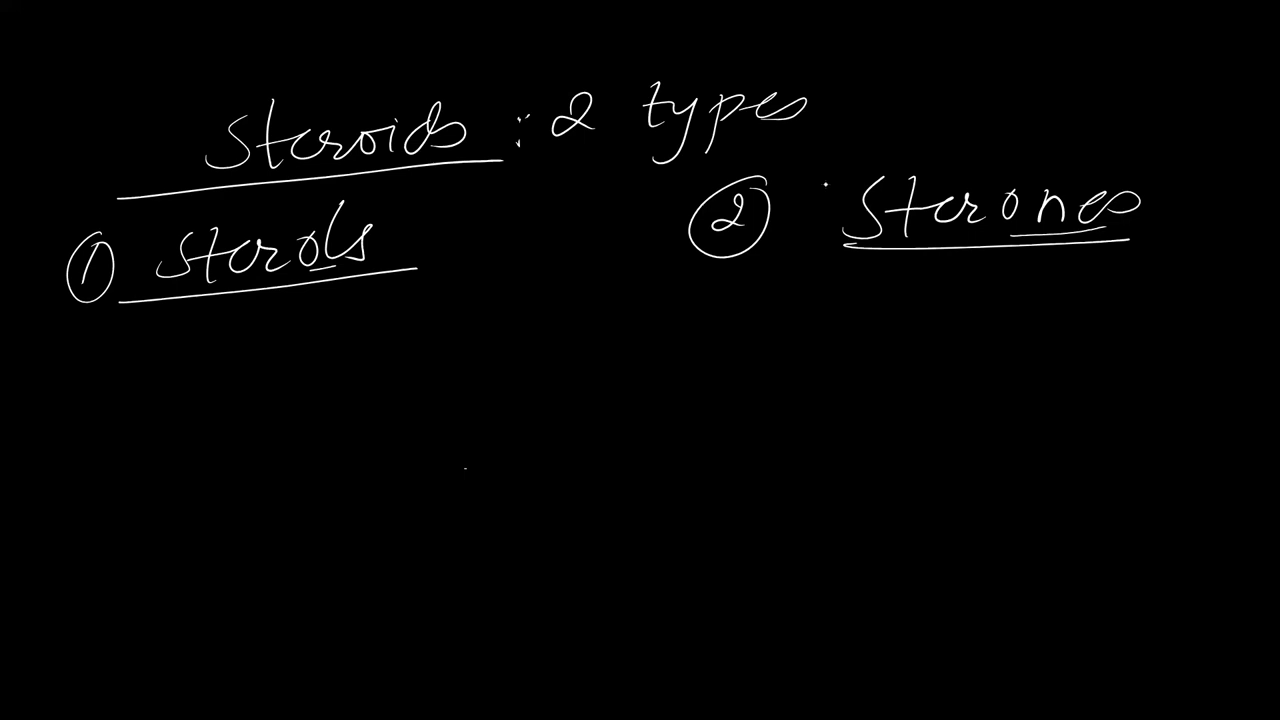 Steroids : 2 types
① Sterols
② Sterones